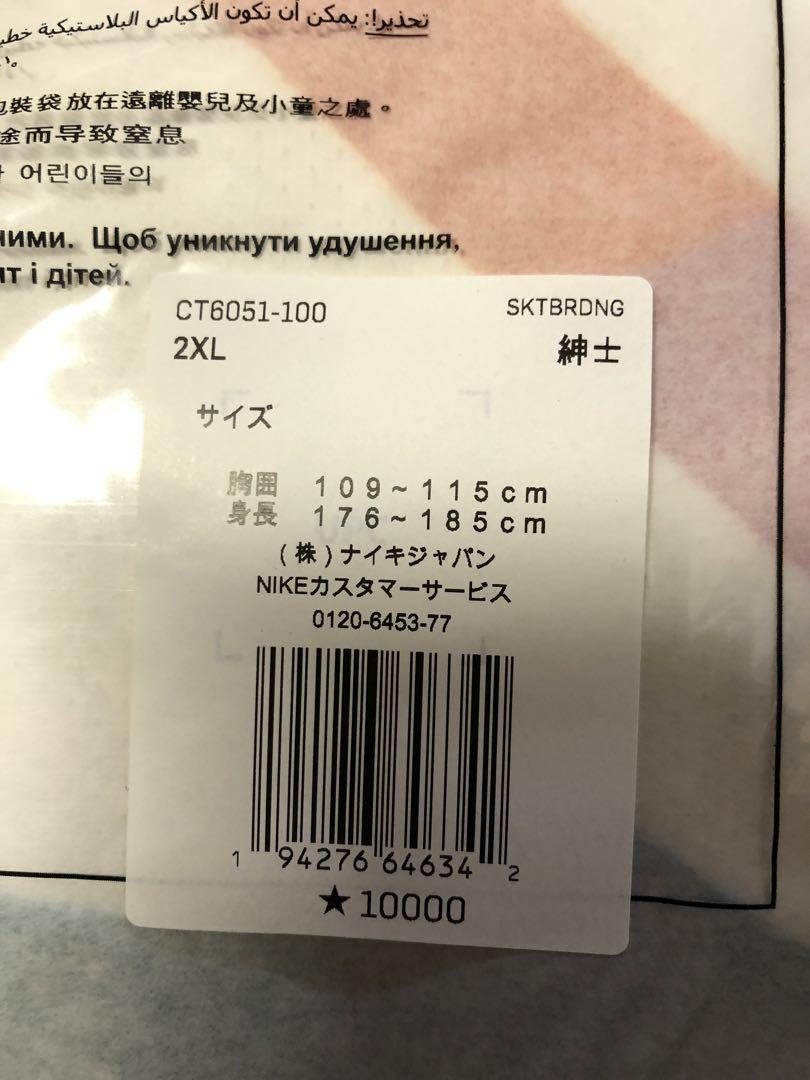 تحذير!: يمكن أن تكون الأكياس البلاستيكية
包裝袋放在遠離嬰兒及小童之處。
途而导致窒息
어린이들의
ними. Щоб уникнути удушення,
ят і дітей.
CT6051-100 SKTBRDNG
2XL 紳士
サイズ
胸囲 109~115cm
身長 176~185cm
(株)ナイキジャパン
NIKEカスタマーサービス
0120-6453-77
1 94276 64634 2
★10000